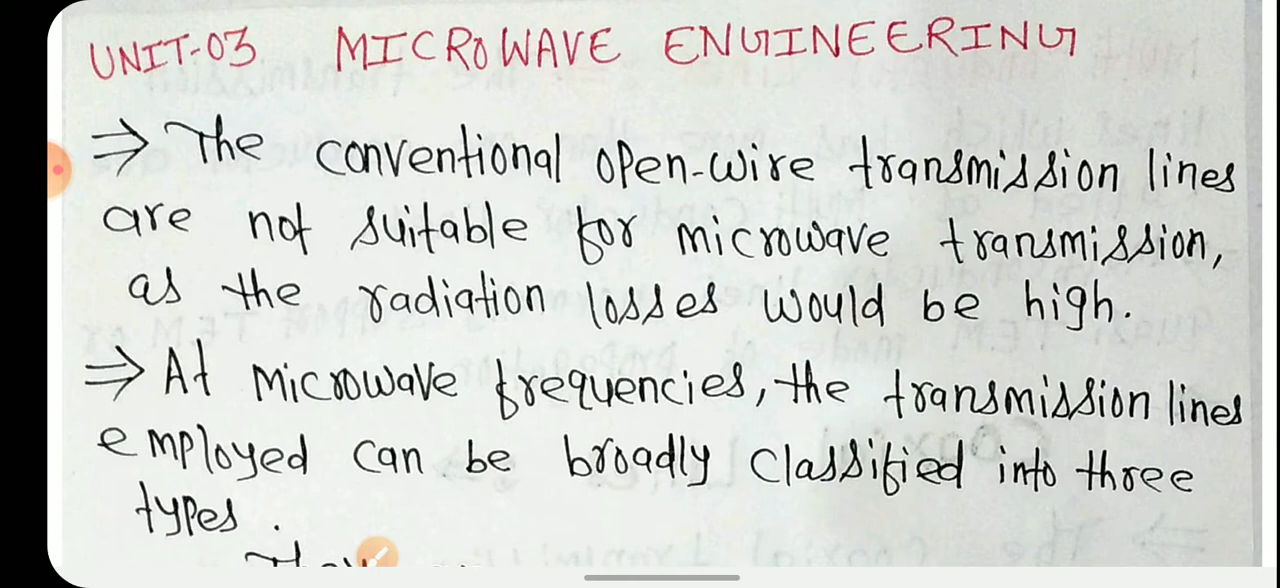 UNIT-03 MICROWAVE ENGINEERING
⇒ The conventional open-wire transmission lines
are not suitable for microwave transmission,
as the radiation losses would be high.
⇒ At microwave frequencies, the transmission lines
employed can be broadly classified into three
types.